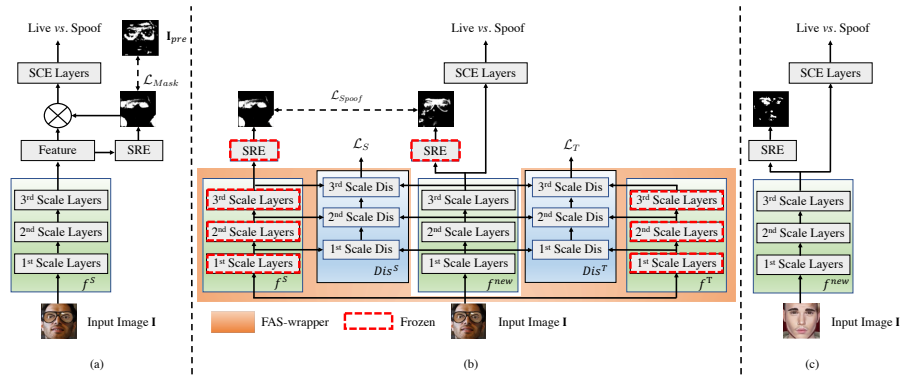 Live vs. Spoof
I_pre
SCE Layers
L_Mask
Feature
SRE
3rd Scale Layers
2nd Scale Layers
1st Scale Layers
f^S
Input Image I
(a)
Live vs. Spoof
SCE Layers
L_Spoof
SRE
SRE
L_S
L_T
3rd Scale Layers
3rd Scale Dis
3rd Scale Layers
3rd Scale Dis
3rd Scale Layers
2nd Scale Layers
2nd Scale Dis
2nd Scale Layers
2nd Scale Dis
2nd Scale Layers
1st Scale Layers
1st Scale Dis
1st Scale Layers
1st Scale Dis
1st Scale Layers
f^S
Dis^S
f^new
Dis^T
f^T
FAS-wrapper
Frozen
Input Image I
(b)
Live vs. Spoof
SCE Layers
SRE
3rd Scale Layers
2nd Scale Layers
1st Scale Layers
f^new
Input Image I
(c)